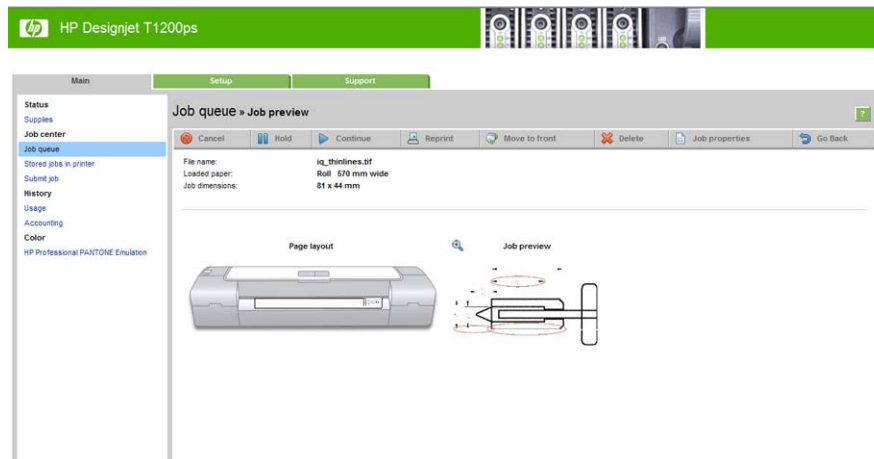 hp HP Designjet T1200ps
Main Setup Support
Status
Supplies
Job center
Job queue
Stored jobs in printer
Submit job
History
Usage
Accounting
Color
HP Professional PANTONE Emulation
Job queue » Job preview
?
Cancel Hold Continue Reprint Move to front Delete Job properties Go Back
File name: iq_thinlines.tif
Loaded paper: Roll 570 mm wide
Job dimensions: 81 x 44 mm
Page layout Job preview